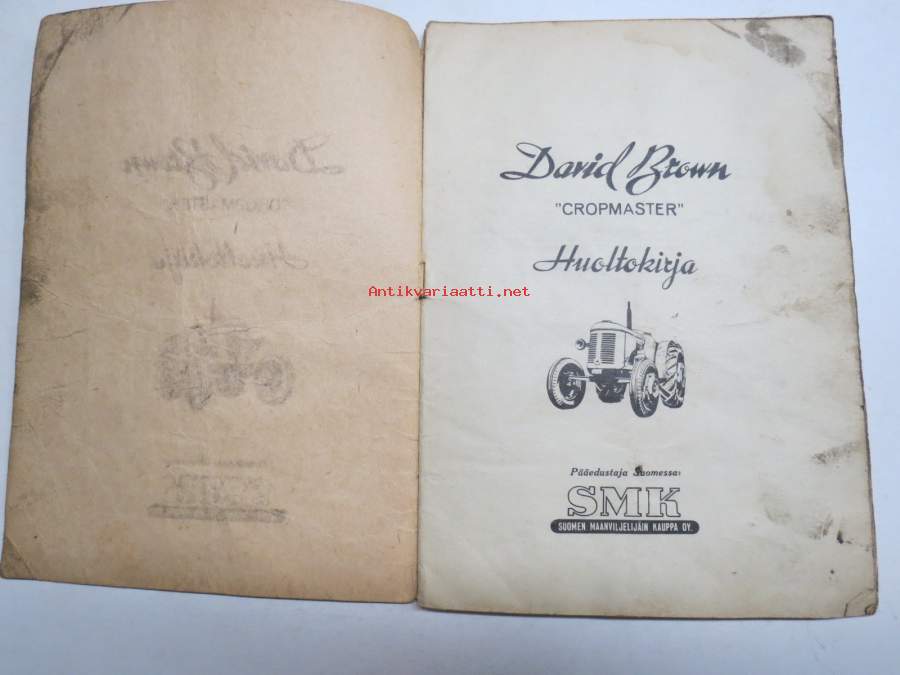 David Brown
"CROPMASTER"
Huoltokirja
Antikvariaatti.net
Pääedustaja Suomessa:
SMK
SUOMEN MAANVILJELIJÄIN KAUPPA OY.